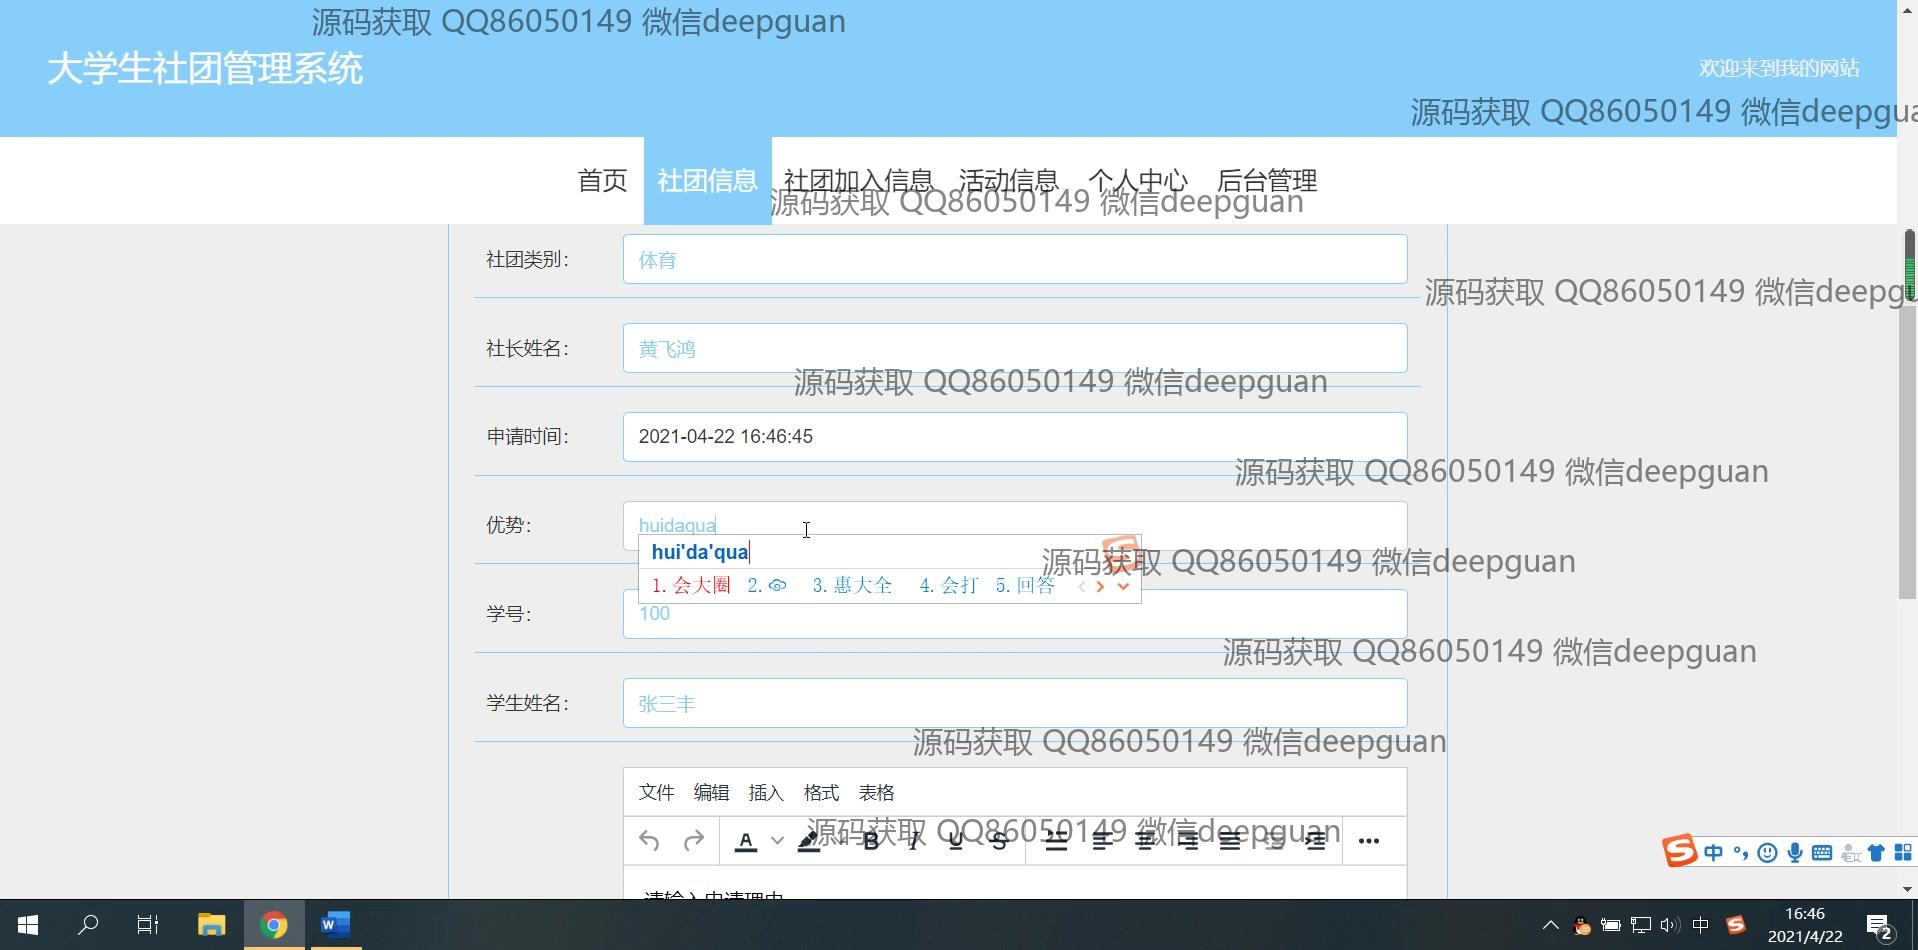 源码获取 QQ86050149 微信deepguan
大学生社团管理系统
欢迎来到我的网站
源码获取 QQ86050149 微信deepgua
首页 社团信息 社团加入信息 活动信息 个人中心 后台管理
源码获取 QQ86050149 微信deepguan
社团类别： 体育
源码获取 QQ86050149 微信deepgu
社长姓名： 黄飞鸿
源码获取 QQ86050149 微信deepguan
申请时间： 2021-04-22 16:46:45
源码获取 QQ86050149 微信deepguan
优势： huidaqua
hui'da'qua
源码获取 QQ86050149 微信deepguan
1.会大圈 2. 3.惠大全 4.会打 5.回答
学号： 100
源码获取 QQ86050149 微信deepguan
学生姓名： 张三丰
源码获取 QQ86050149 微信deepguan
文件 编辑 插入 格式 表格
源码获取 QQ86050149 微信deepguan
A B I U S
请输入申请理由
中
中
16:46
2021/4/22
2